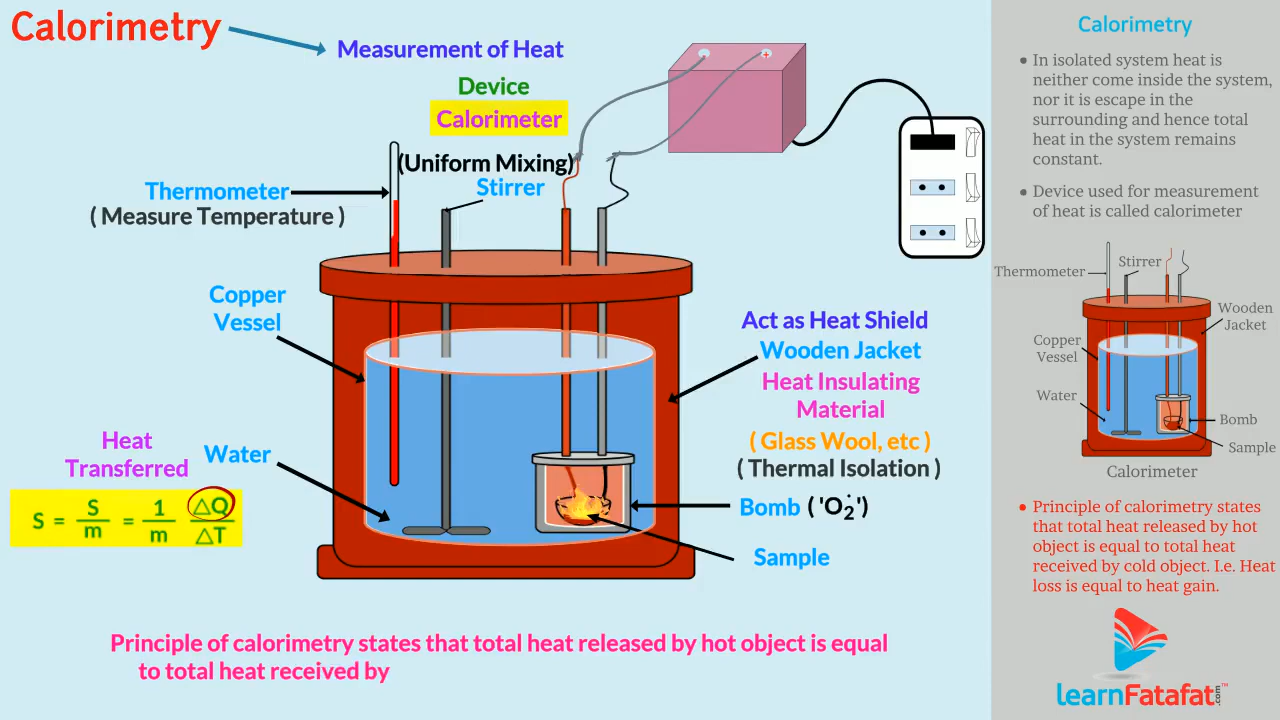 Calorimetry
Measurement of Heat
Device
Calorimeter
(Uniform Mixing)
Stirrer
Thermometer
( Measure Temperature )
Copper
Vessel
Act as Heat Shield
Wooden Jacket
Heat Insulating
Material
( Glass Wool, etc )
( Thermal Isolation )
Heat
Transferred
Water
S = S/m = 1/m △Q/△T
Bomb ( 'O₂' )
Sample
Principle of calorimetry states that total heat released by hot object is equal
to total heat received by
Calorimetry
• In isolated system heat is
neither come inside the system,
nor it is escape in the
surrounding and hence total
heat in the system remains
constant.
• Device used for measurement
of heat is called calorimeter
Thermometer
Stirrer
Wooden
Jacket
Copper
Vessel
Water
Bomb
Sample
Calorimeter
• Principle of calorimetry states
that total heat released by hot
object is equal to total heat
received by cold object. I.e. Heat
loss is equal to heat gain.
learnFatafat.com™